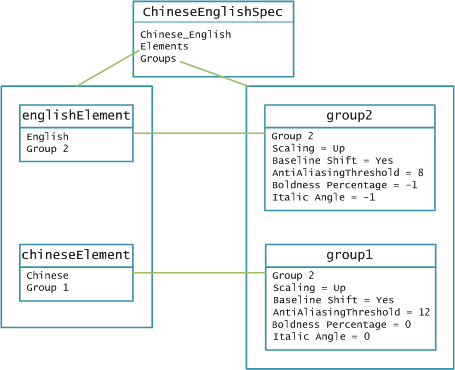 ChineseEnglishSpec
Chinese_English
Elements
Groups
englishElement
English
Group 2
chineseElement
Chinese
Group 1
group2
Group 2
Scaling = Up
Baseline Shift = Yes
AntiAliasingThreshold = 8
Boldness Percentage = -1
Italic Angle = -1
group1
Group 2
Scaling = Up
Baseline Shift = Yes
AntiAliasingThreshold = 12
Boldness Percentage = 0
Italic Angle = 0